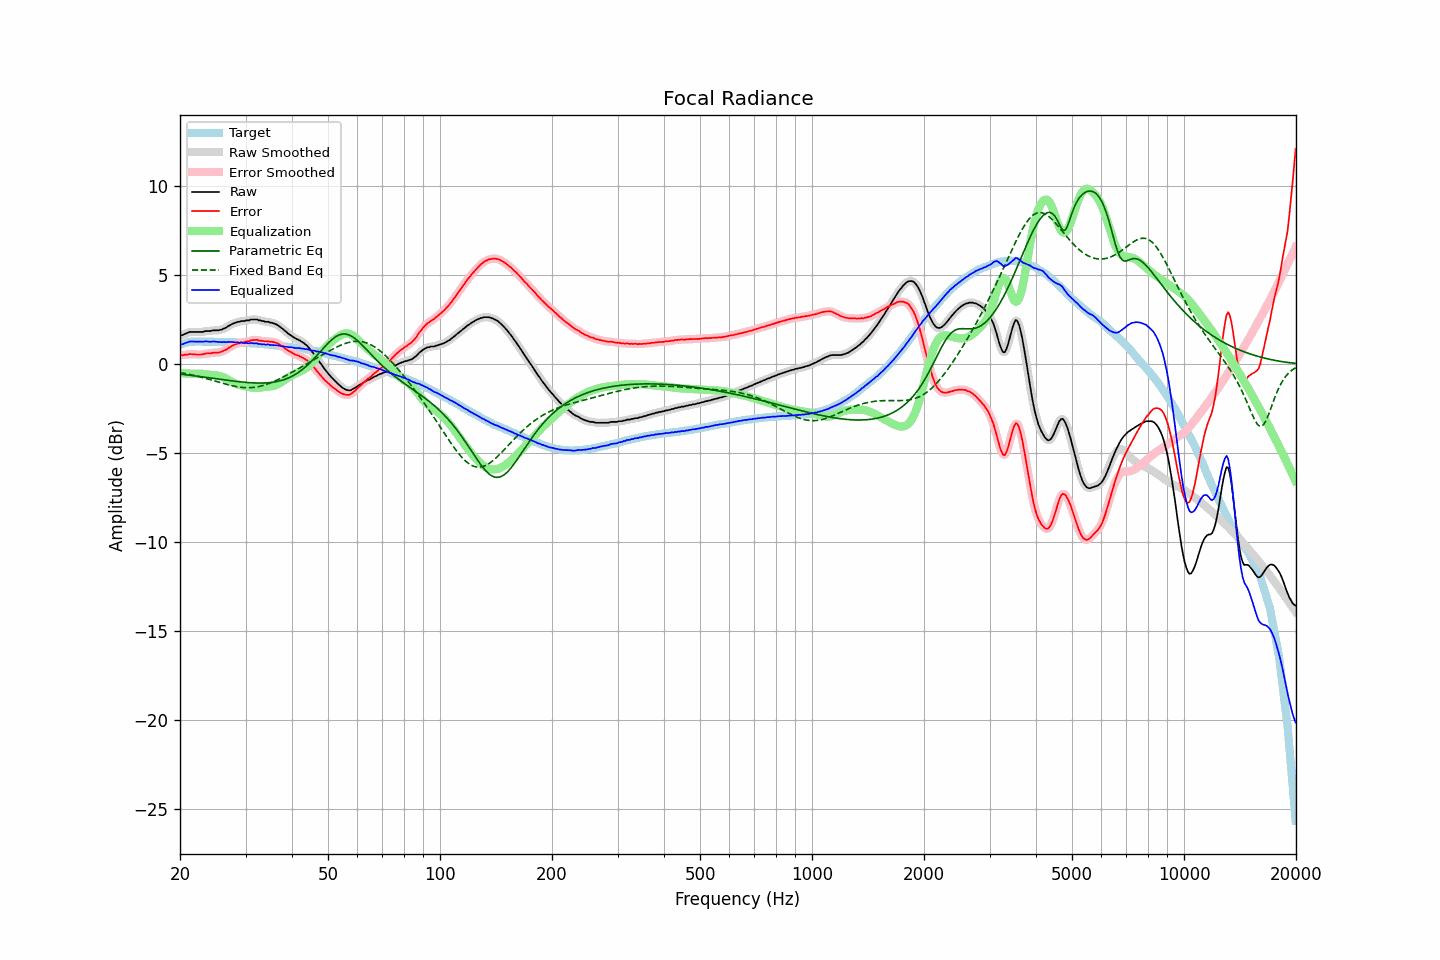 Focal Radiance
Target
Raw Smoothed
Error Smoothed
Raw
Error
Equalization
Parametric Eq
Fixed Band Eq
Equalized
10
5
0
−5
−10
−15
−20
−25
Amplitude (dBr)
20 50 100 200 500 1000 2000 5000 10000 20000
Frequency (Hz)